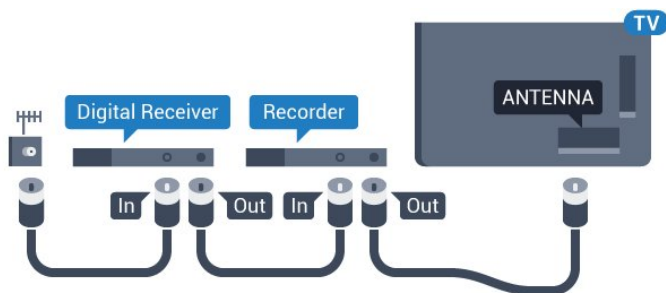 TV
Digital Receiver
Recorder
ANTENNA
In
Out
In
Out